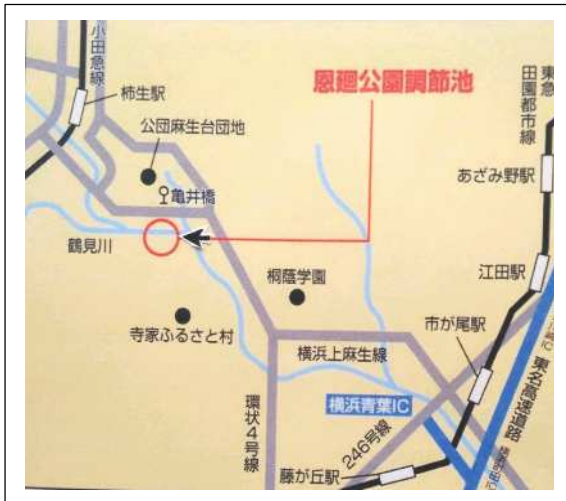 小田急線
柿生駅
公団麻生台団地
亀井橋
鶴見川
寺家ふるさと村
恩廻公園調節池
桐蔭学園
横浜上麻生線
環状4号線
横浜青葉IC
246号線
藤が丘駅
市が尾駅
江田駅
あざみ野駅
東急
田園都市線
東名高速道路